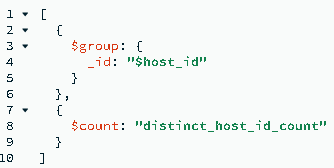 1 [
2 {
3 $group: {
4 _id: "$host_id"
5 }
6 },
7 {
8 $count: "distinct_host_id_count"
9 }
10 ]